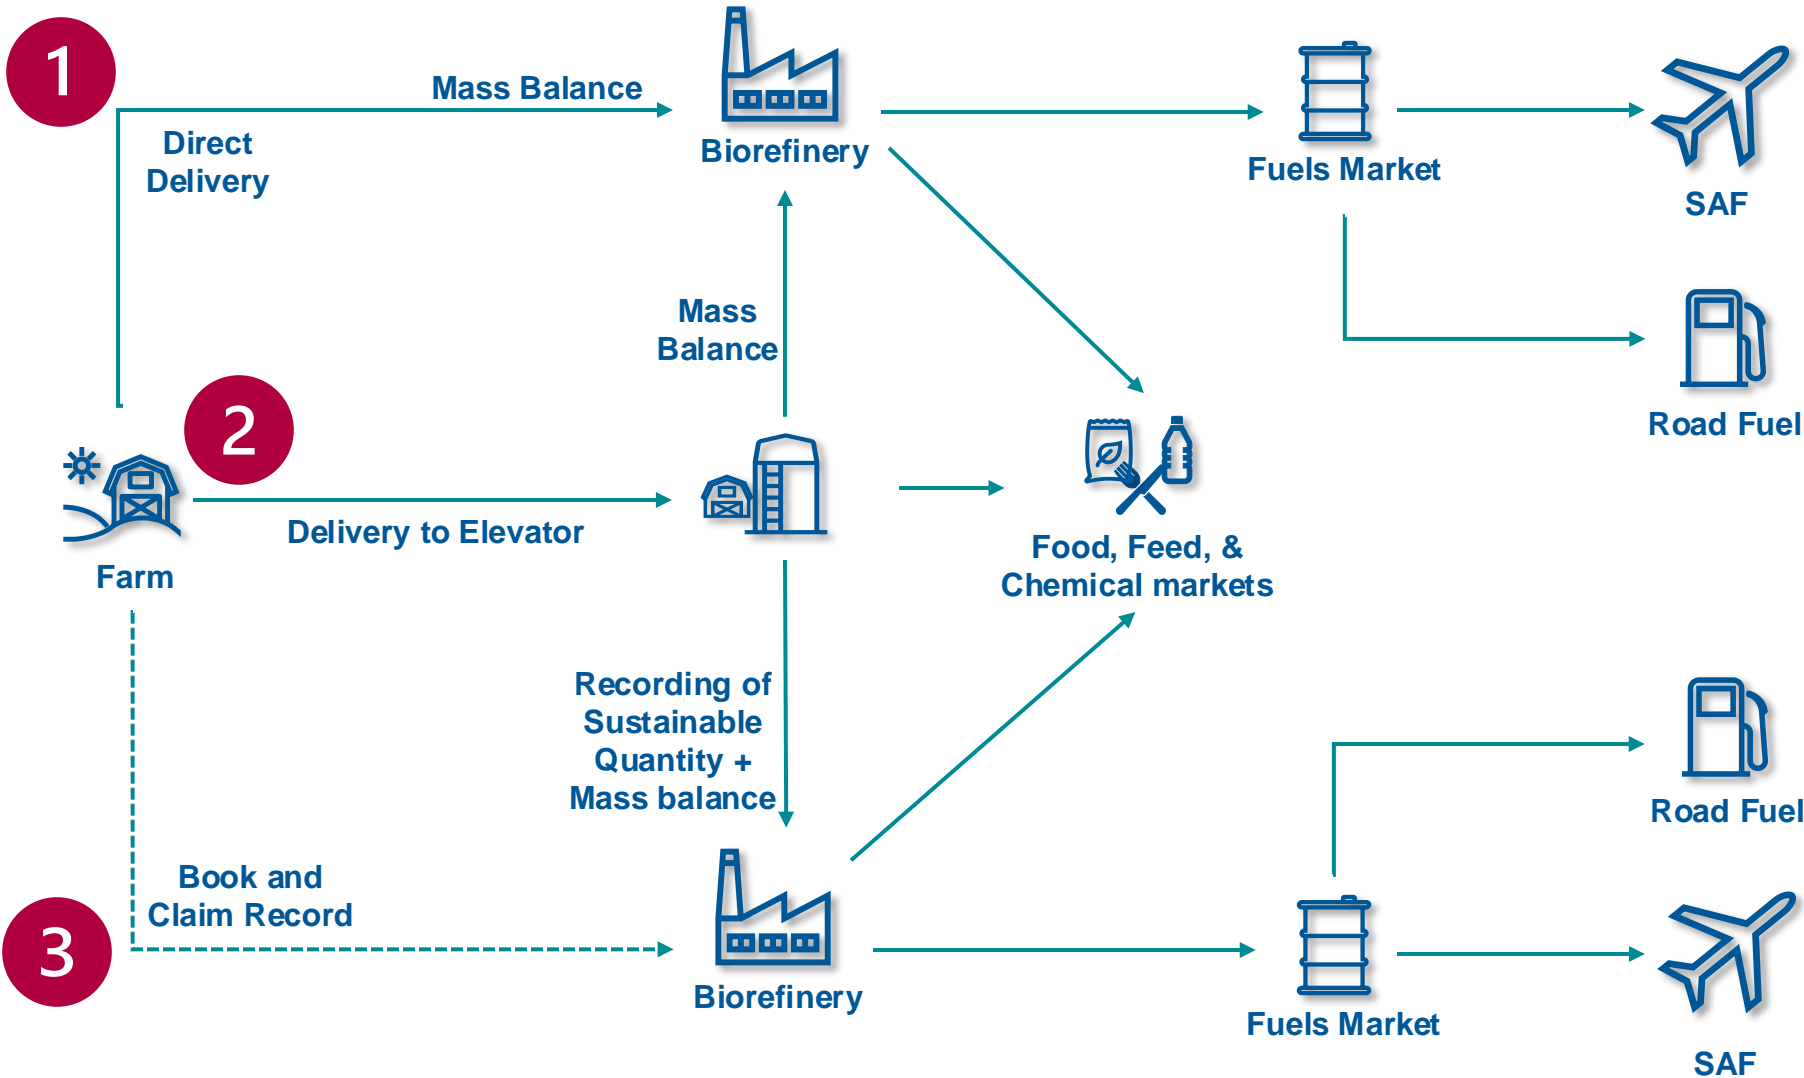 1
Mass Balance
Direct
Delivery
Biorefinery
Fuels Market
SAF
Mass
Balance
Road Fuel
2
Delivery to Elevator
Farm
Food, Feed, &
Chemical markets
Recording of
Sustainable
Quantity +
Mass balance
Road Fuel
Book and
Claim Record
3
Biorefinery
Fuels Market
SAF